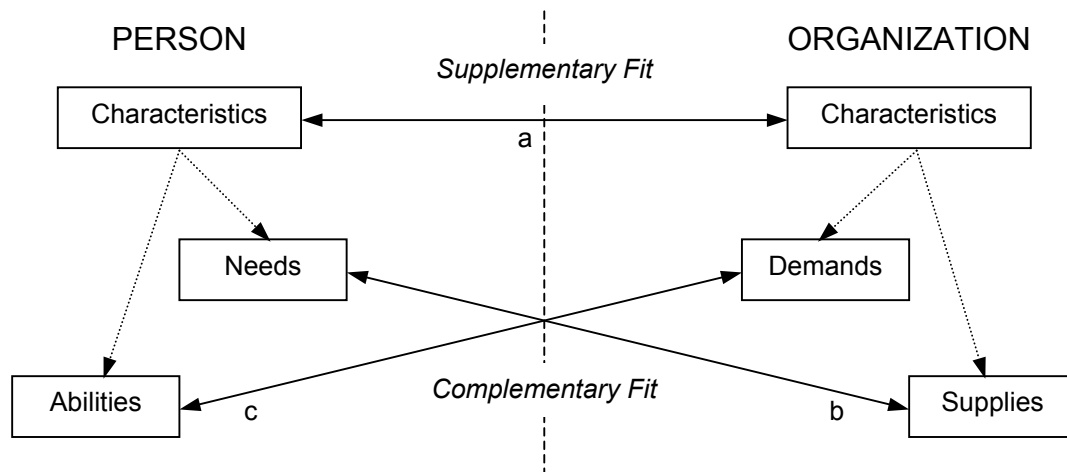 PERSON
ORGANIZATION
Supplementary Fit
Characteristics
Characteristics
a
Needs
Demands
Abilities
c
Complementary Fit
b
Supplies